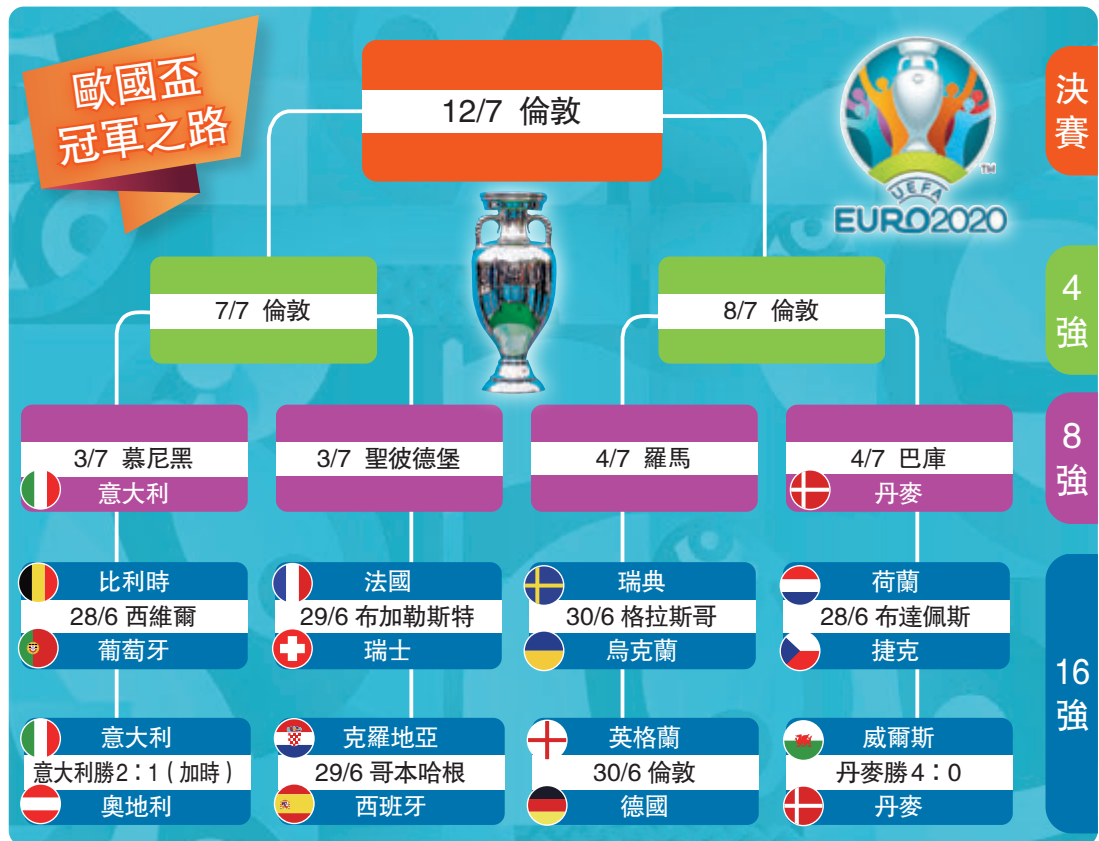 歐國盃
冠軍之路
12/7 倫敦
決賽
UEFA
EURO2020
TM
7/7 倫敦
8/7 倫敦
4強
3/7 慕尼黑
意大利
3/7 聖彼德堡
4/7 羅馬
4/7 巴庫
丹麥
8強
比利時
28/6 西維爾
葡萄牙
法國
29/6 布加勒斯特
瑞士
瑞典
30/6 格拉斯哥
烏克蘭
荷蘭
28/6 布達佩斯
捷克
16強
意大利
意大利勝2：1（加時）
奧地利
克羅地亞
29/6 哥本哈根
西班牙
英格蘭
30/6 倫敦
德國
威爾斯
丹麥勝4：0
丹麥